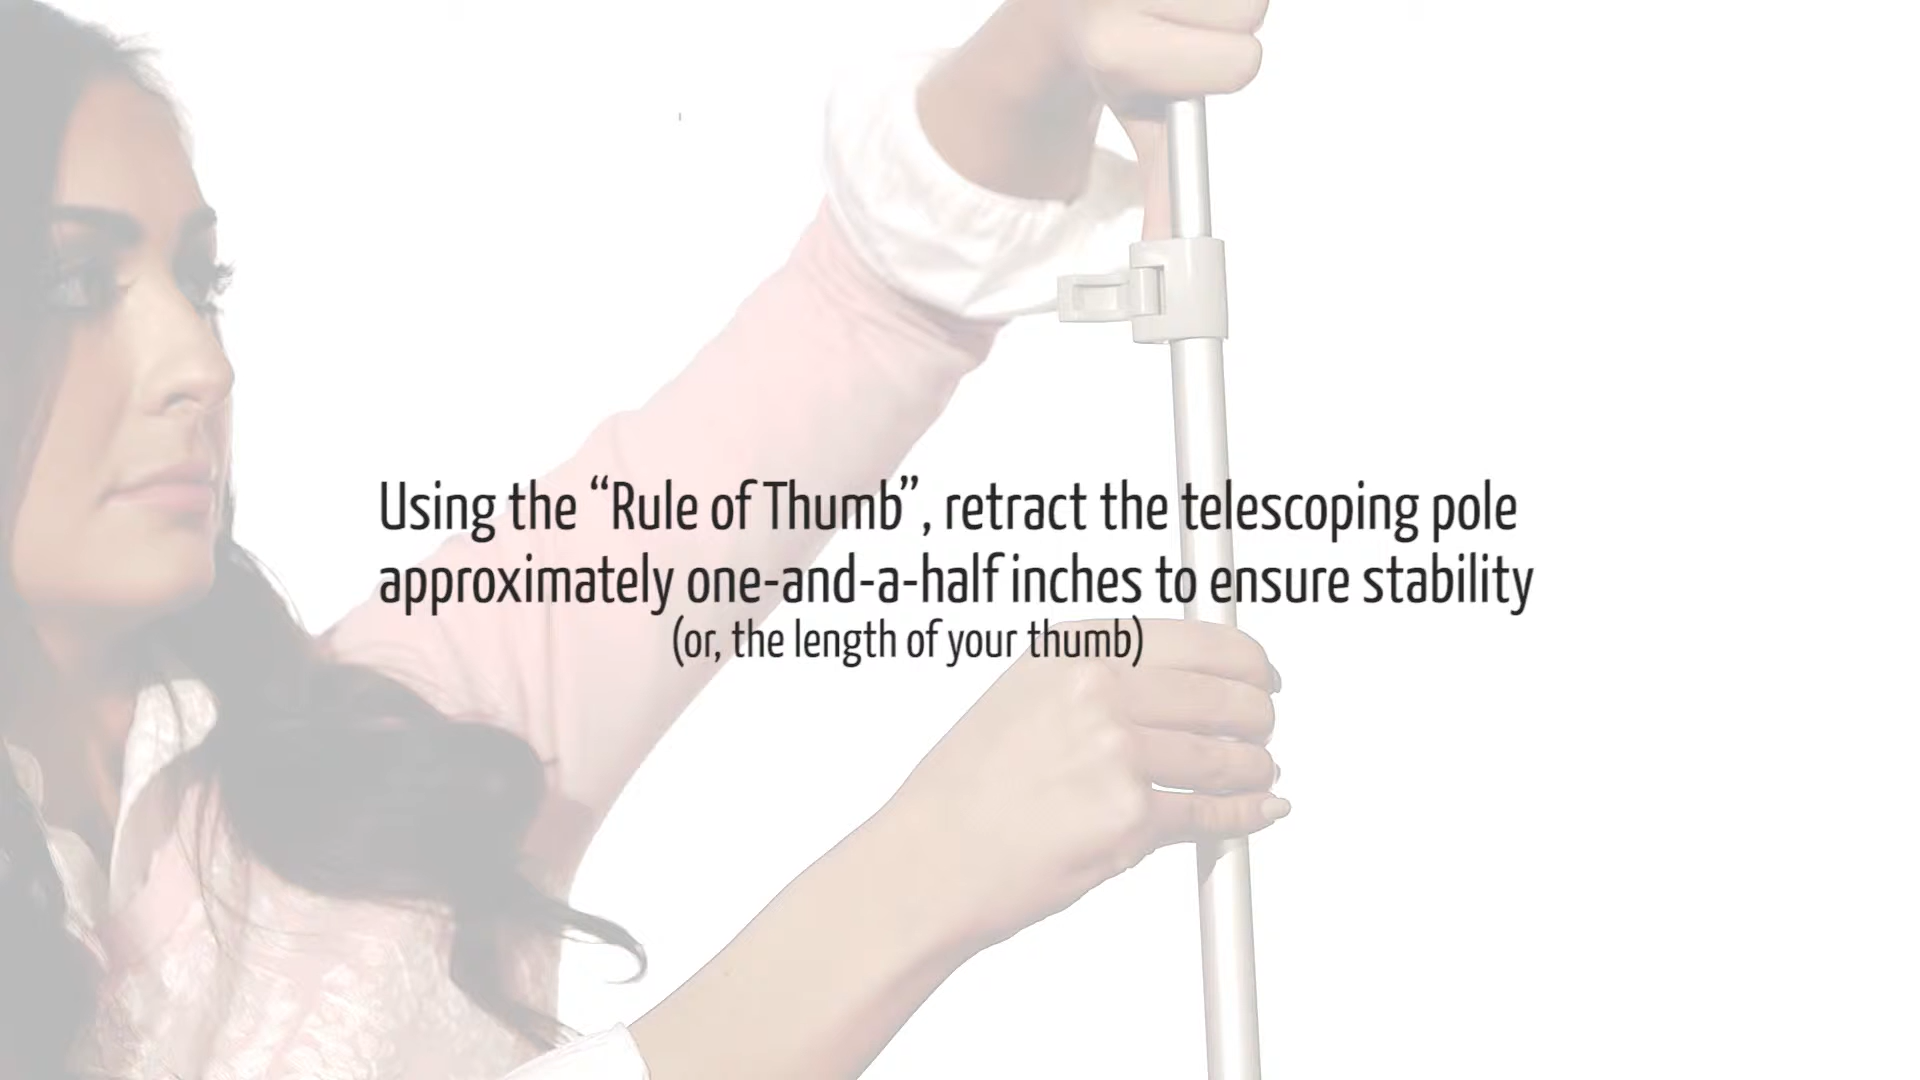 Using the “Rule of Thumb”, retract the telescoping pole
approximately one-and-a-half inches to ensure stability
(or, the length of your thumb)